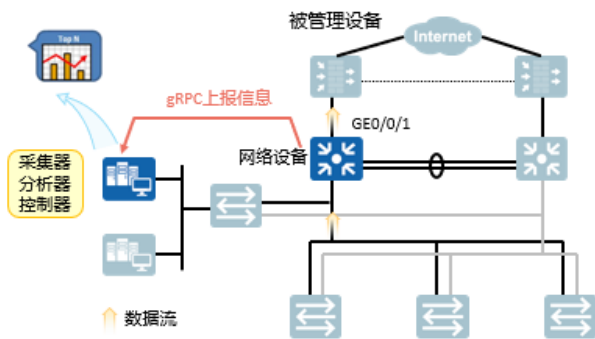 被管理设备
Internet
Top N
gRPC上报信息
GE0/0/1
网络设备
采集器
分析器
控制器
数据流